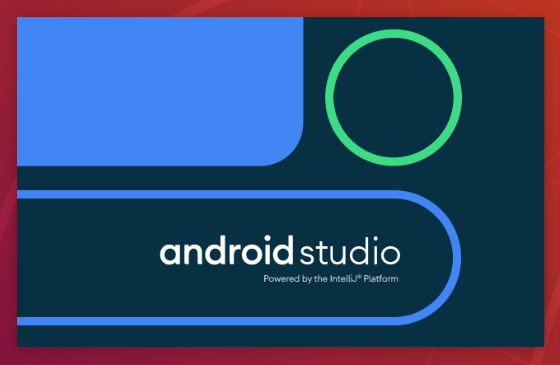 android studio
Powered by the IntelliJ® Platform